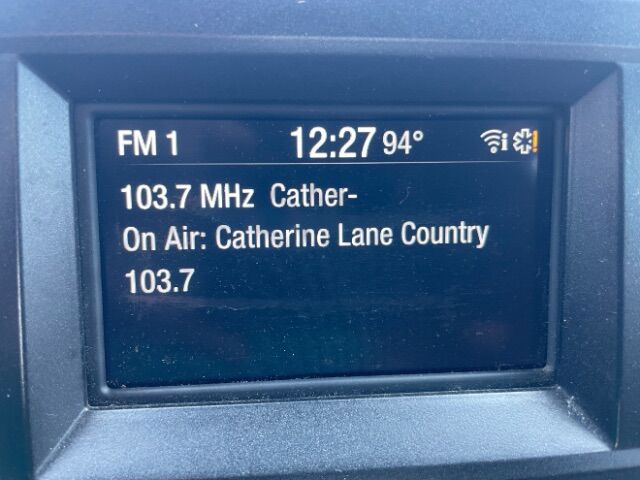 FM 1 12:27 94° i !
103.7 MHz Cather-
On Air: Catherine Lane Country
103.7